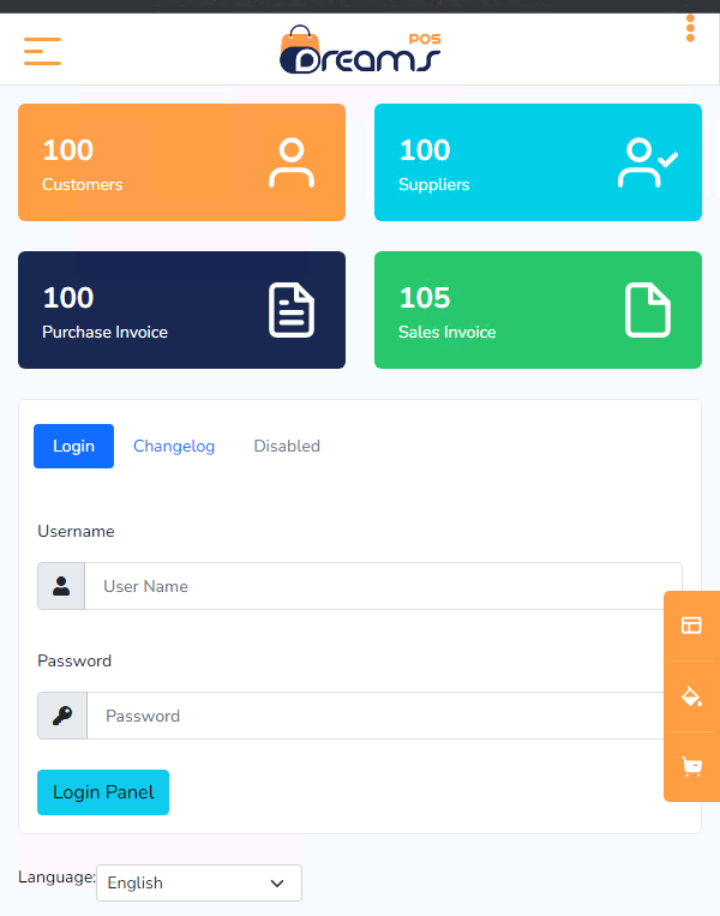 POS
Dreams
100
Customers
100
Suppliers
100
Purchase Invoice
105
Sales Invoice
Login Changelog Disabled
Username
User Name
Password
Password
Login Panel
Language: English